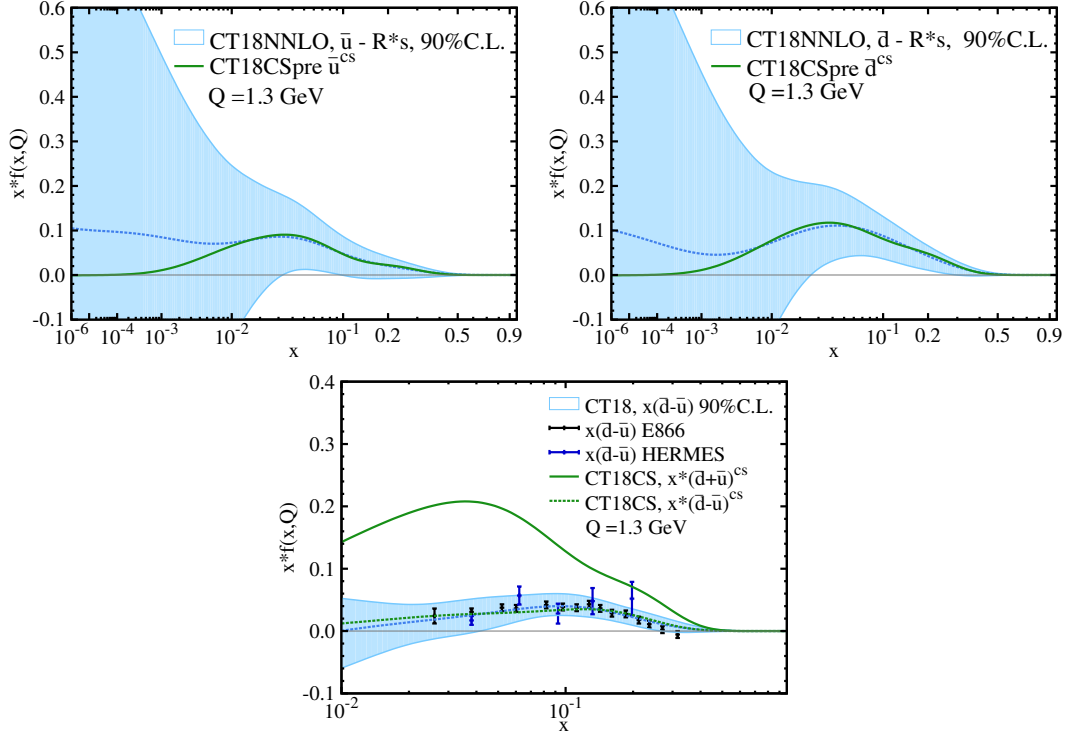 CT18NNLO, ū - R*s, 90%C.L.
CT18CSpre ū^cs
Q =1.3 GeV
x*f(x,Q)
0.6
0.5
0.4
0.3
0.2
0.1
0.0
-0.1
10^-6 10^-4 10^-3 10^-2 10^-1 0.2 0.5 0.9
x
CT18NNLO, d̄ - R*s, 90%C.L.
CT18CSpre d̄^cs
Q =1.3 GeV
x*f(x,Q)
0.6
0.5
0.4
0.3
0.2
0.1
0.0
-0.1
10^-6 10^-4 10^-3 10^-2 10^-1 0.2 0.5 0.9
x
CT18, x(d̄-ū) 90%C.L.
x(d̄-ū) E866
x(d̄-ū) HERMES
CT18CS, x*(d̄+ū)^cs
CT18CS, x*(d̄-ū)^cs
Q =1.3 GeV
x*f(x,Q)
0.4
0.3
0.2
0.1
0.0
-0.1
10^-2 10^-1
x